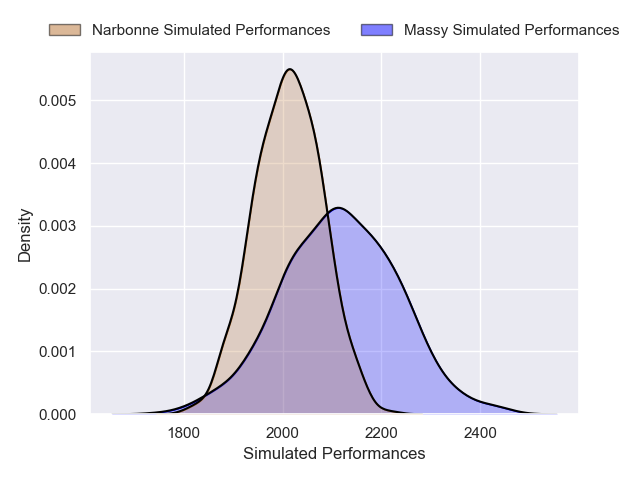 Narbonne Simulated Performances
Massy Simulated Performances
0.005
0.004
0.003
0.002
0.001
0.000
Density
1800
2000
2200
2400
Simulated Performances